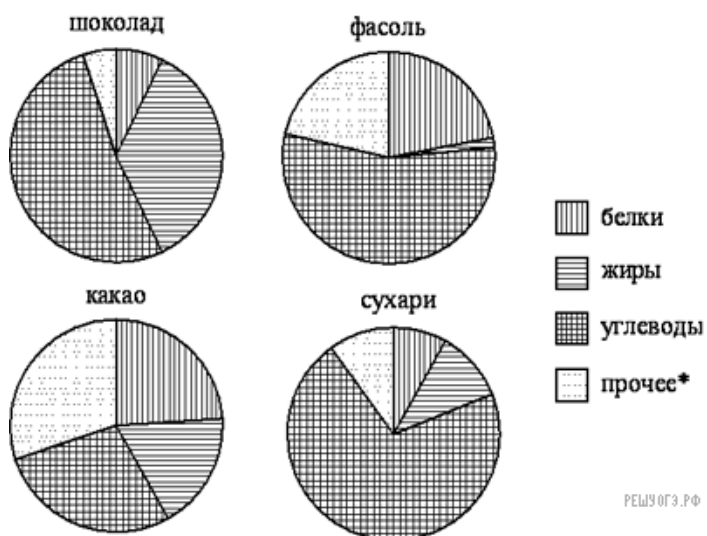 шоколад
фасоль
какао
сухари
белки
жиры
углеводы
прочее*
РЕШУОГЭ.РФ